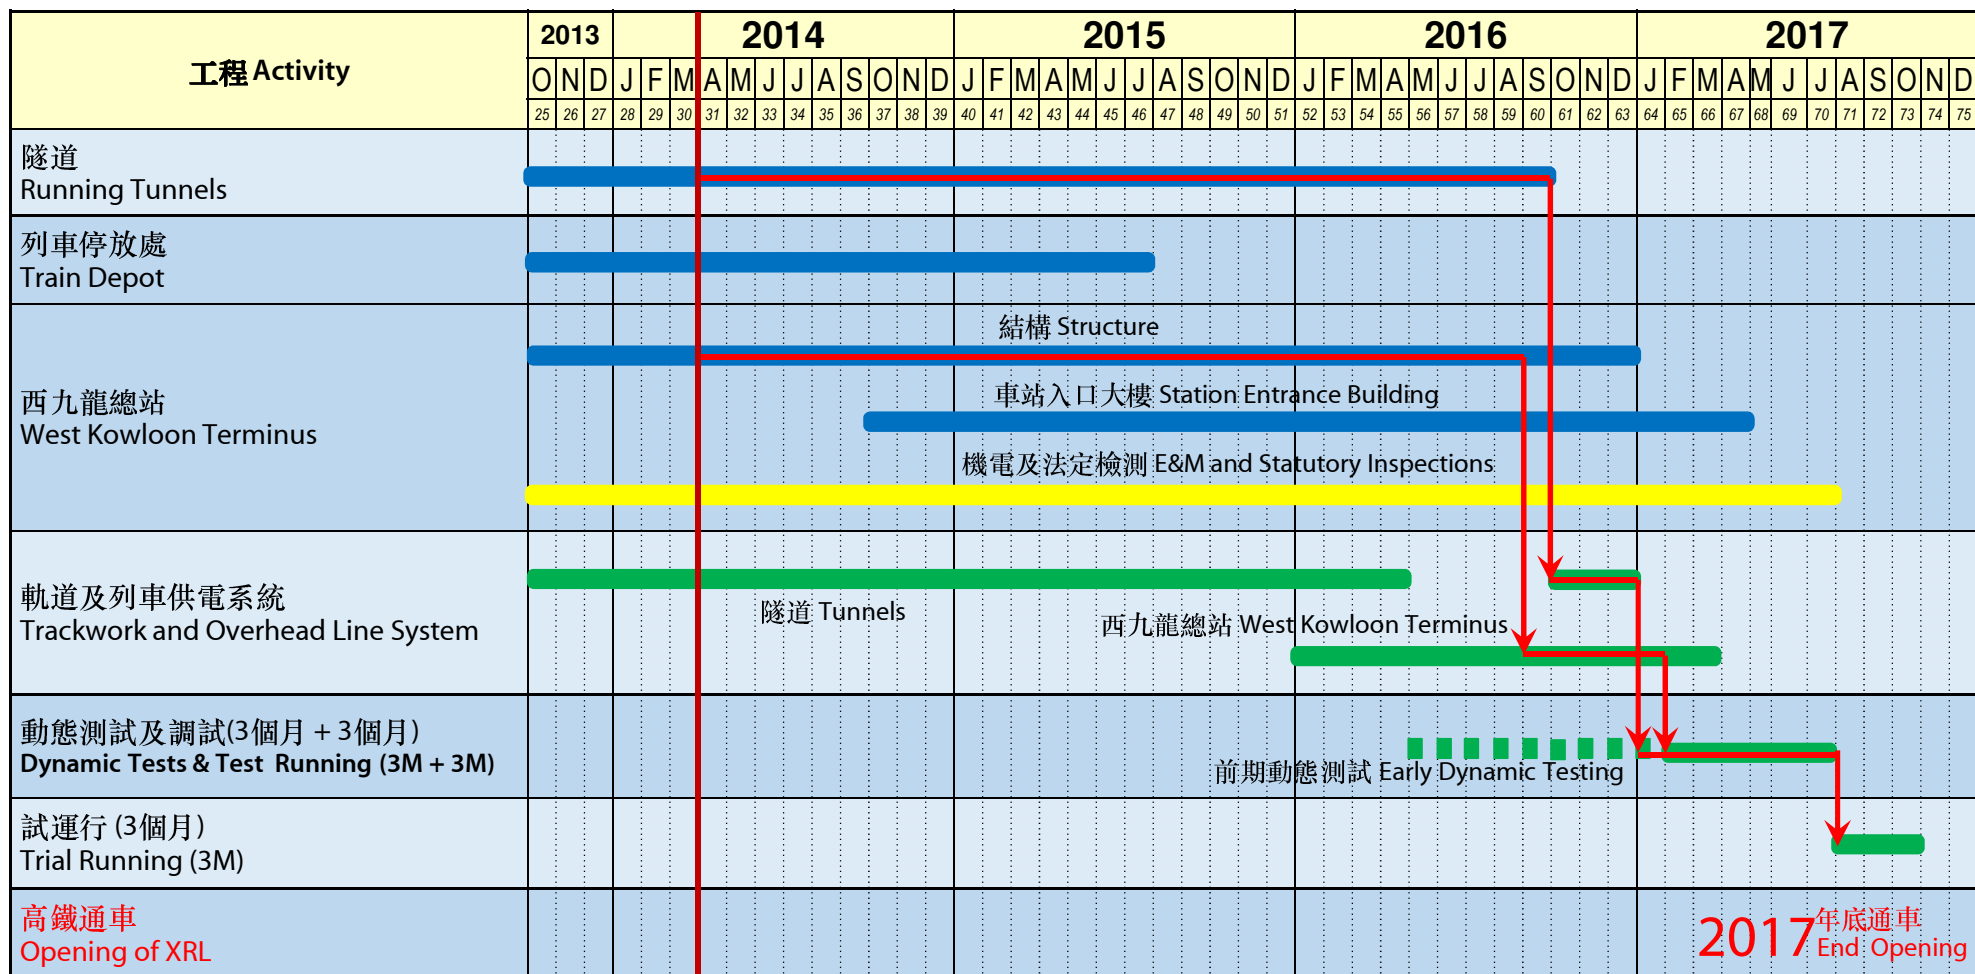 工程 Activity
2013 2014 2015 2016 2017
O N D J F M A M J J A S O N D J F M A M J J A S O N D J F M A M J J A S O N D J F M A M J J A S O N D
25 26 27 28 29 30 31 32 33 34 35 36 37 38 39 40 41 42 43 44 45 46 47 48 49 50 51 52 53 54 55 56 57 58 59 60 61 62 63 64 65 66 67 68 69 70 71 72 73 74 75
隧道
Running Tunnels
列車停放處
Train Depot
結構 Structure
車站入口大樓 Station Entrance Building
西九龍總站
West Kowloon Terminus
機電及法定檢測 E&M and Statutory Inspections
軌道及列車供電系統
Trackwork and Overhead Line System
隧道 Tunnels
西九龍總站 West Kowloon Terminus
動態測試及調試(3個月 + 3個月)
Dynamic Tests & Test Running (3M + 3M)
前期動態測試 Early Dynamic Testing
試運行 (3個月)
Trial Running (3M)
高鐵通車
Opening of XRL
2017 年底通車
End Opening